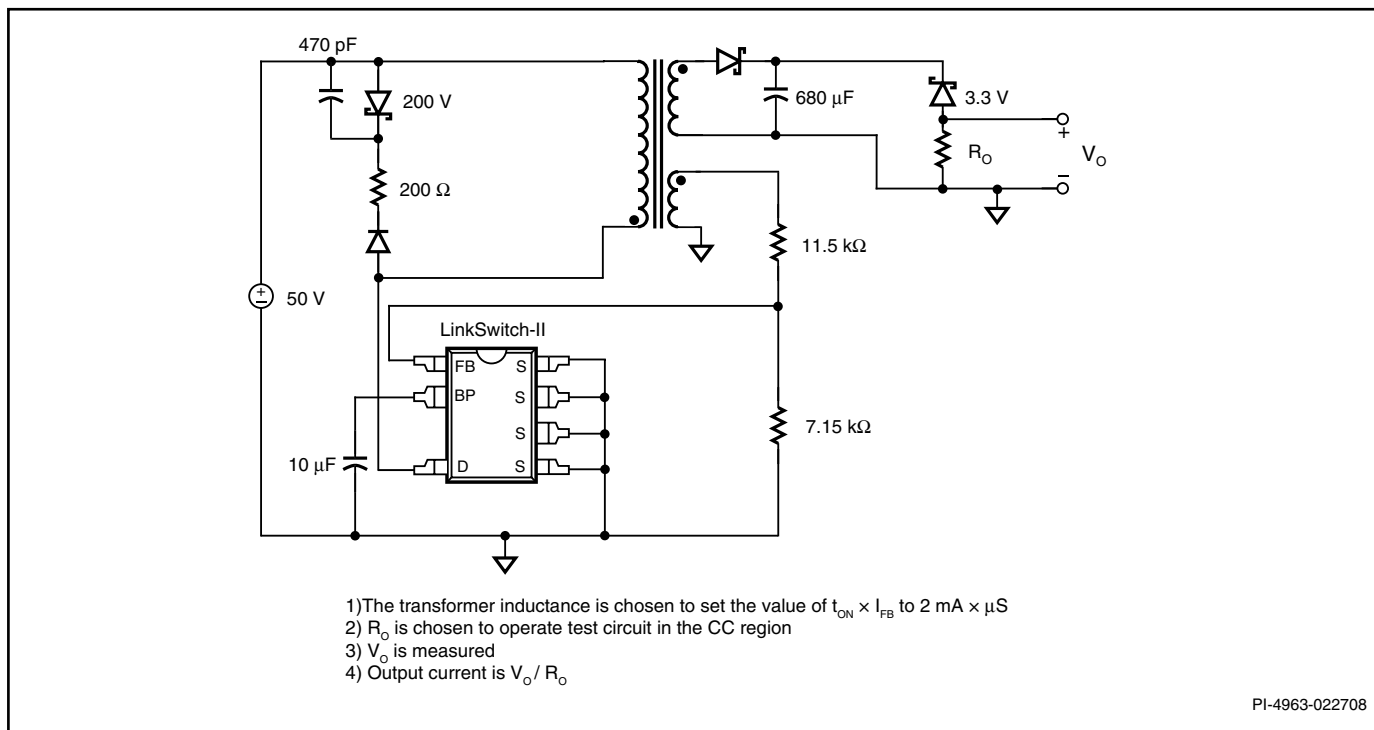 470 pF
200 V
680 μF
3.3 V
+
R_O
V_O
–
200 Ω
11.5 kΩ
+
–
50 V
LinkSwitch-II
FB
S
BP
S
S
7.15 kΩ
10 μF
D
S
1)The transformer inductance is chosen to set the value of t_ON × I_FB to 2 mA × μS
2) R_O is chosen to operate test circuit in the CC region
3) V_O is measured
4) Output current is V_O / R_O
PI-4963-022708